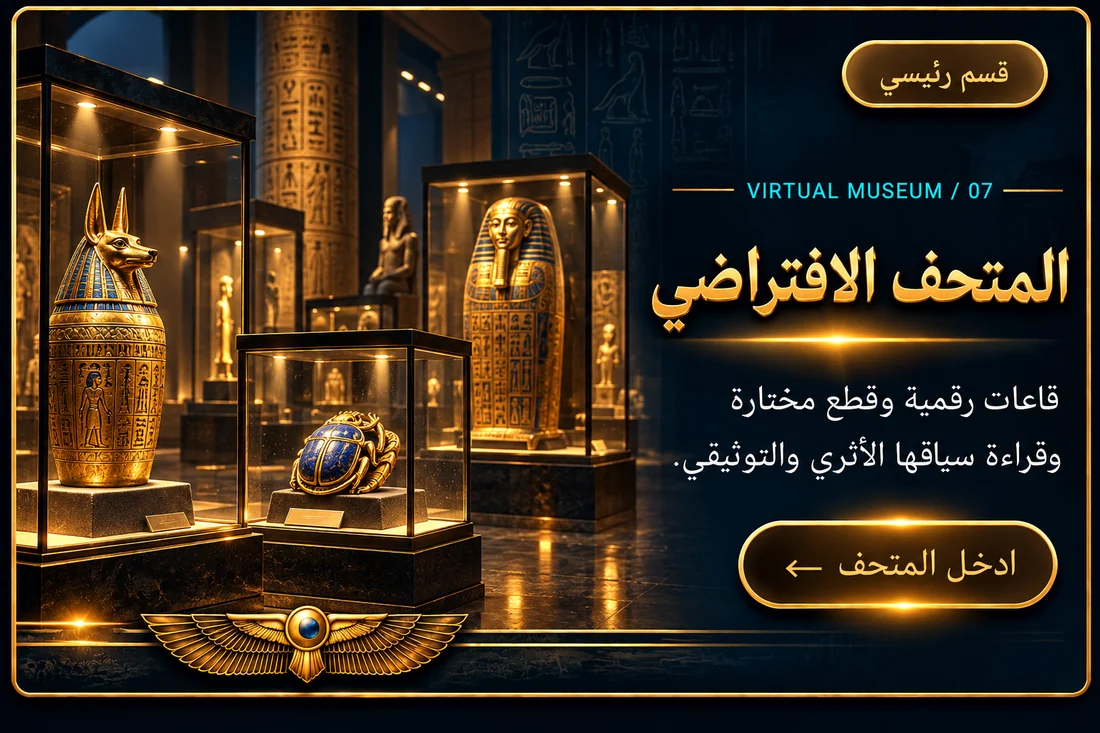 قسم رئيسي
VIRTUAL MUSEUM / 07
المتحف الافتراضي
قاعات رقمية وقطع مختارة
وقراءة سياقها الأثري والتوثيقي.
ادخل المتحف ←